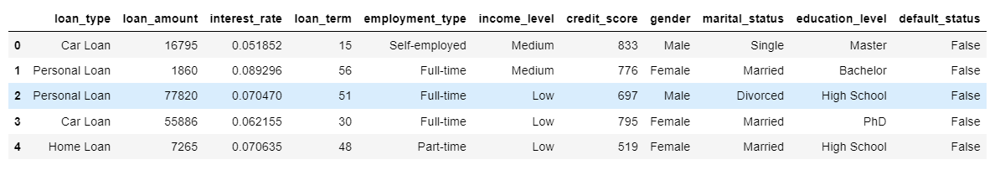 loan_type loan_amount interest_rate loan_term employment_type income_level credit_score gender marital_status education_level default_status
0 Car Loan 16795 0.051852 15 Self-employed Medium 833 Male Single Master False
1 Personal Loan 1860 0.089296 56 Full-time Medium 776 Female Married Bachelor False
2 Personal Loan 77820 0.070470 51 Full-time Low 697 Male Divorced High School False
3 Car Loan 55886 0.062155 30 Full-time Low 795 Female Married PhD False
4 Home Loan 7265 0.070635 48 Part-time Low 519 Female Married High School False